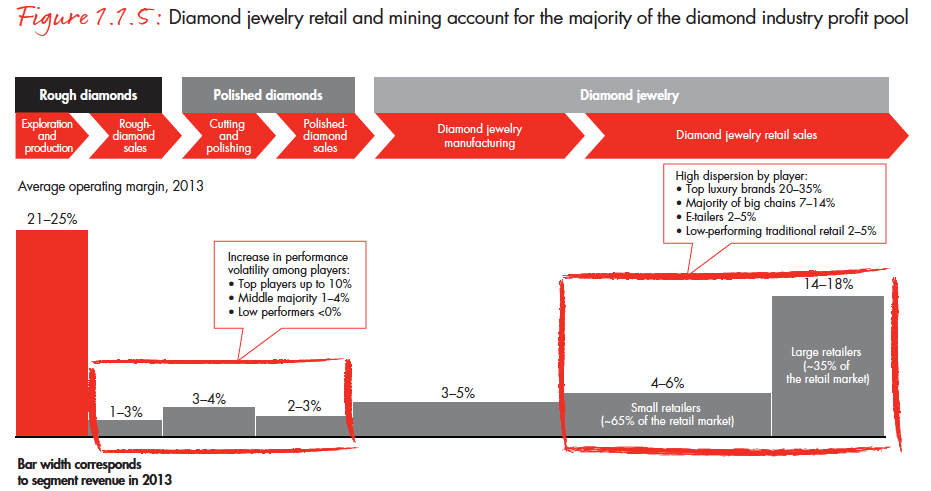 Figure 1.1.5: Diamond jewelry retail and mining account for the majority of the diamond industry profit pool
Rough diamonds
Polished diamonds
Diamond jewelry
Exploration
and
production
Rough-
diamond
sales
Cutting
and
polishing
Polished-
diamond
sales
Diamond jewelry
manufacturing
Diamond jewelry retail sales
Average operating margin, 2013
High dispersion by player:
• Top luxury brands 20–35%
• Majority of big chains 7–14%
• E-tailers 2–5%
• Low-performing traditional retail 2–5%
Increase in performance
volatility among players:
• Top players up to 10%
• Middle majority 1–4%
• Low performers <0%
21–25%
1–3%
3–4%
2–3%
3–5%
4–6%
Small retailers
(~65% of the retail market)
14–18%
Large retailers
(~35% of
the retail market)
Bar width corresponds
to segment revenue in 2013